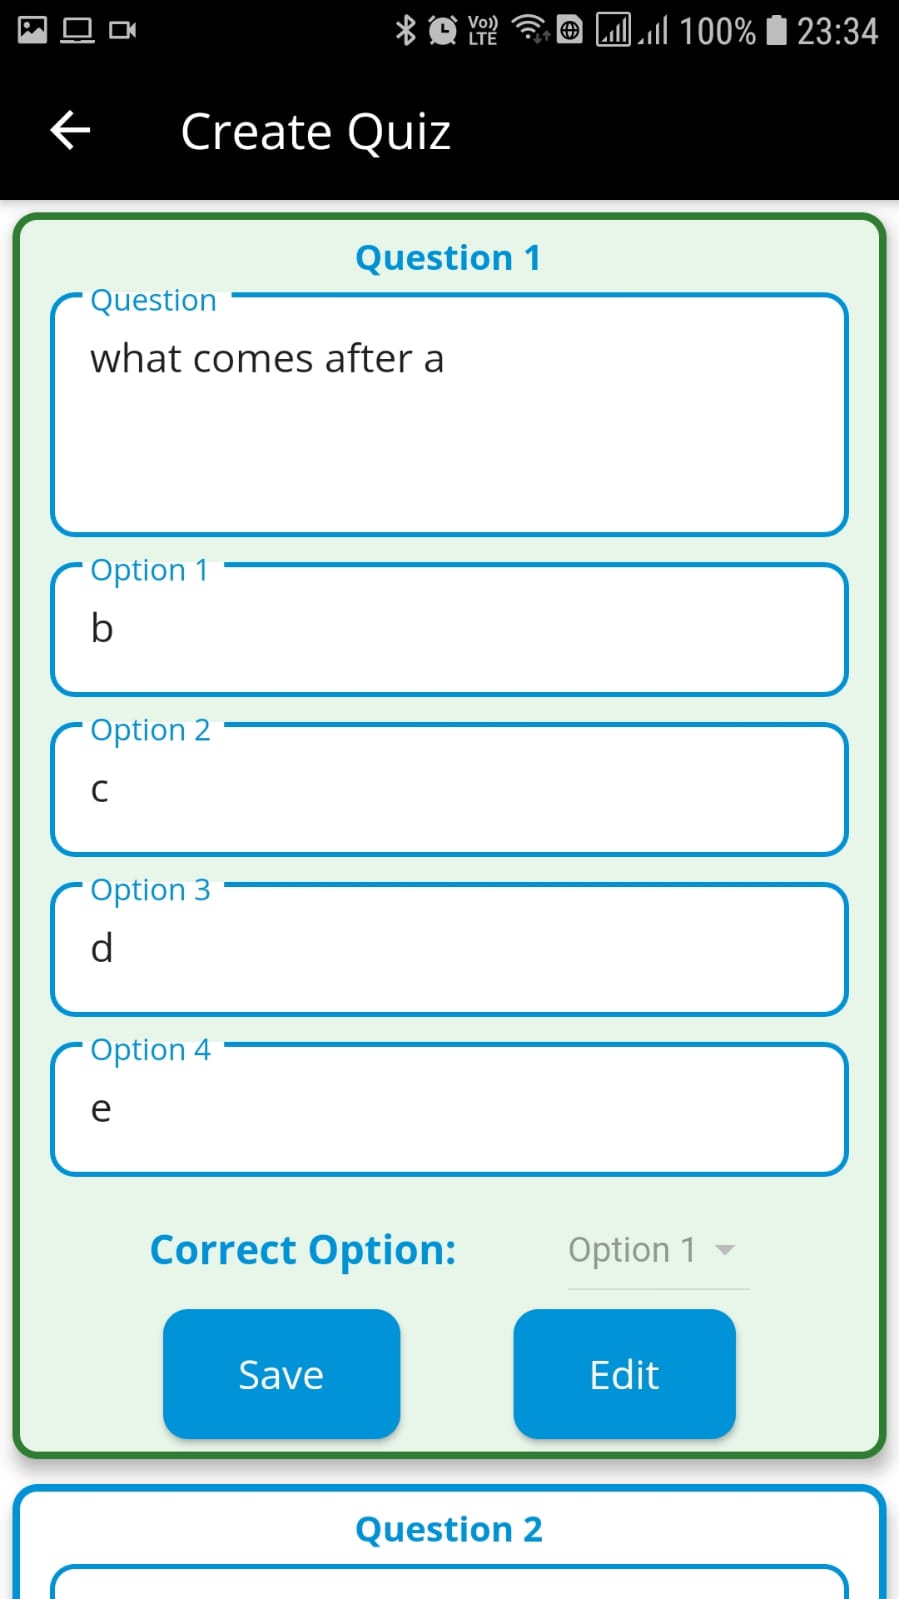 Vo)) LTE 100% 23:34
Create Quiz
Question 1
Question
what comes after a
Option 1
b
Option 2
c
Option 3
d
Option 4
e
Correct Option: Option 1
Save Edit
Question 2